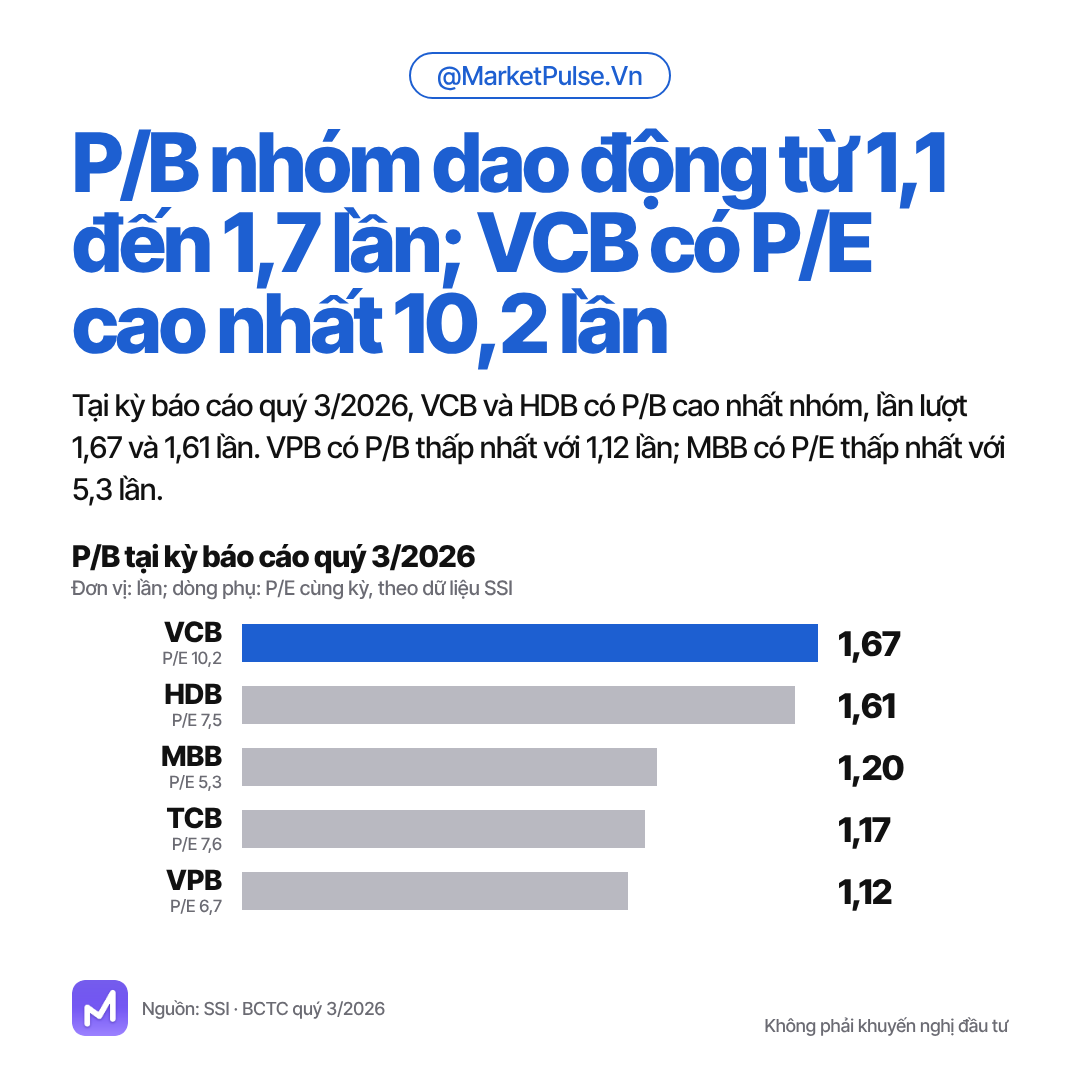 @MarketPulse.Vn
P/B nhóm dao động từ 1,1
đến 1,7 lần; VCB có P/E
cao nhất 10,2 lần
Tại kỳ báo cáo quý 3/2026, VCB và HDB có P/B cao nhất nhóm, lần lượt
1,67 và 1,61 lần. VPB có P/B thấp nhất với 1,12 lần; MBB có P/E thấp nhất với
5,3 lần.
P/B tại kỳ báo cáo quý 3/2026
Đơn vị: lần; dòng phụ: P/E cùng kỳ, theo dữ liệu SSI
VCB
P/E 10,2
1,67
HDB
P/E 7,5
1,61
MBB
P/E 5,3
1,20
TCB
P/E 7,6
1,17
VPB
P/E 6,7
1,12
Nguồn: SSI · BCTC quý 3/2026
Không phải khuyến nghị đầu tư